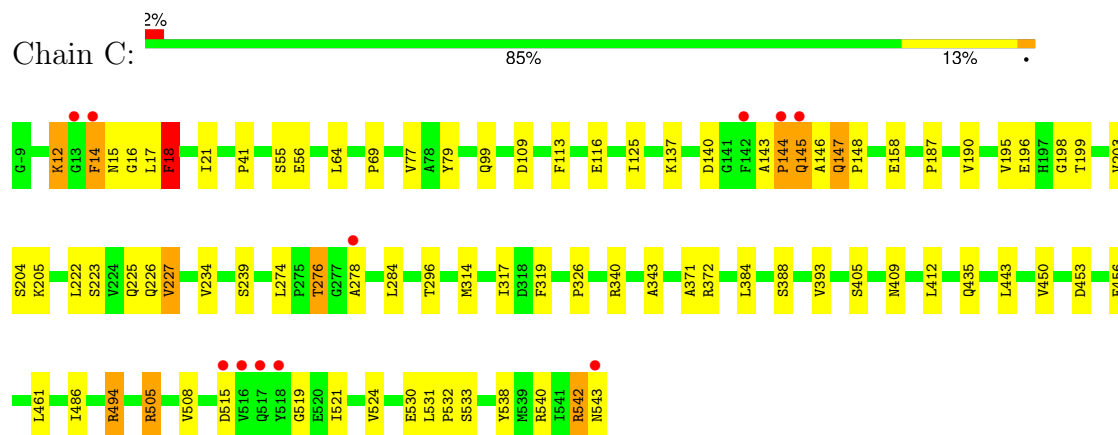 2%
Chain C:
85% 13% •
G-9 K12 G13 F14 N15 G16 L17 F18 I21 P41 S55 E56 L64 P69 V77 A78 Y79 Q99 D109 F113 E116 I125 K137 D140 G141 F142 A143 P144 Q145 A146 Q147 P148 E158 P187 V190 V195 E196 H197 G198 T199 V203
S204 K205 L222 S223 V224 Q225 Q226 V227 V234 S239 L274 P275 T276 G277 A278 L284 T296 M314 I317 D318 F319 P326 R340 A343 A371 R372 L384 S388 V393 S405 N409 L412 Q435 L443 V450 D453
L461 I486 R494 R505 V508 D515 V516 Q517 Y518 G519 E520 I521 V524 E530 L531 P532 S533 Y538 M539 R540 I541 R542 N543